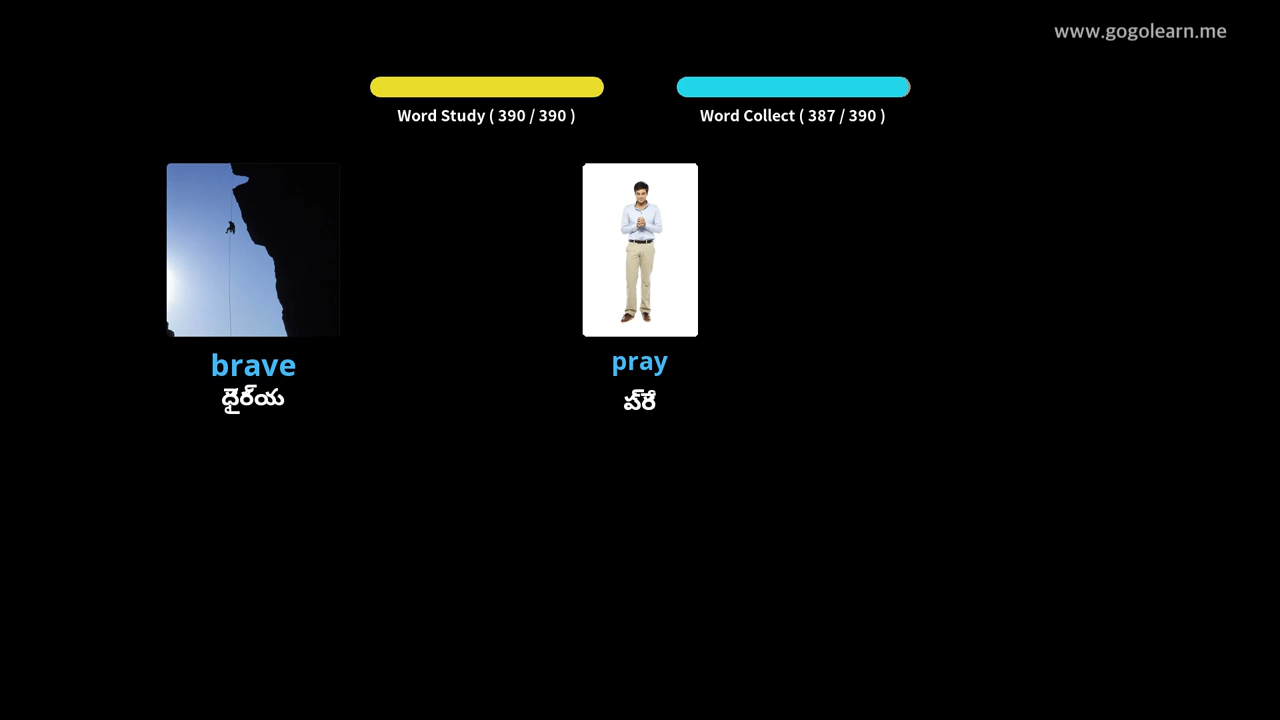 www.gogolearn.me
Word Study ( 390 / 390 )
Word Collect ( 387 / 390 )
brave
ధైర్య
pray
ప్రే